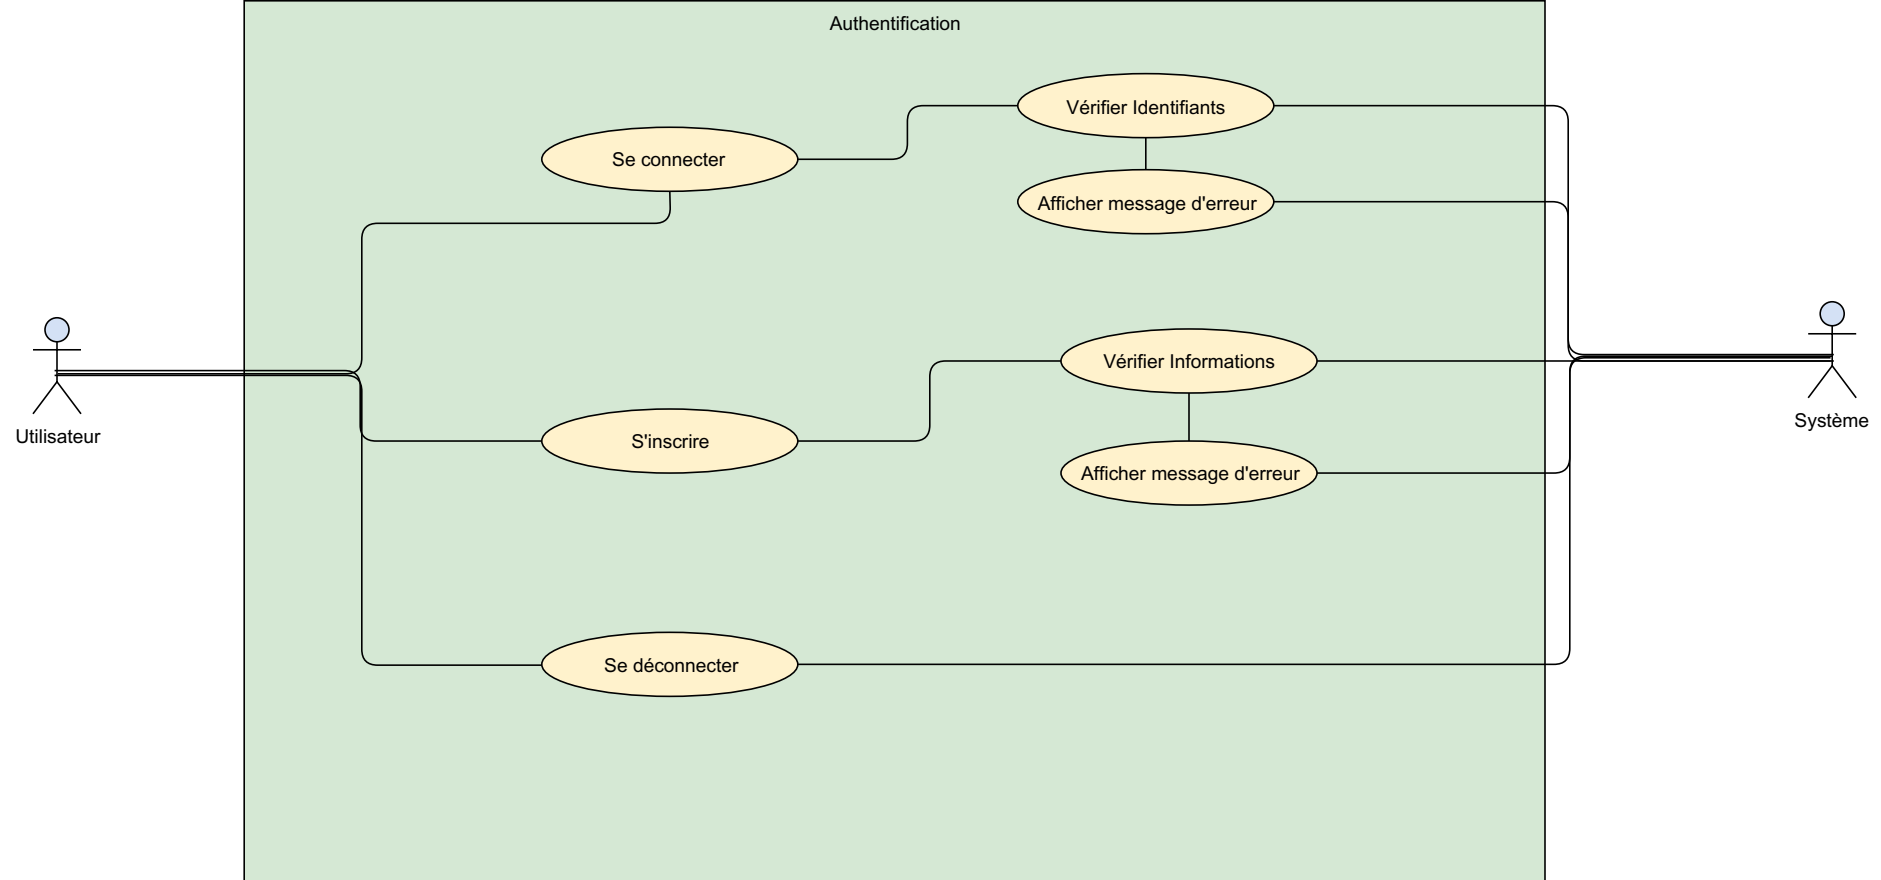 Authentification
Vérifier Identifiants
Se connecter
Afficher message d'erreur
Vérifier Informations
Système
Utilisateur
S'inscrire
Afficher message d'erreur
Se déconnecter